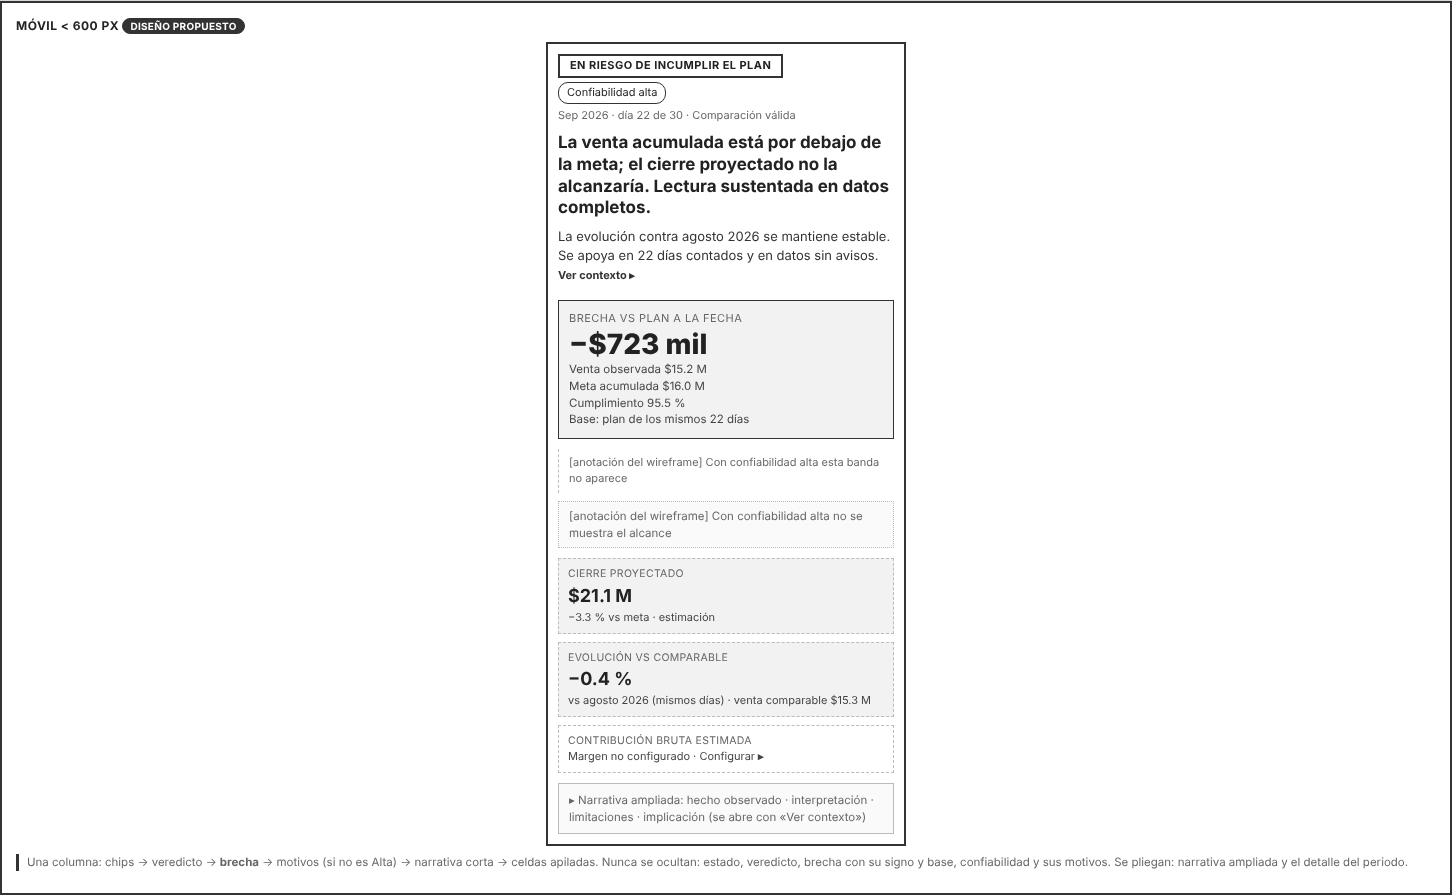 MÓVIL < 600 PX DISEÑO PROPUESTO
EN RIESGO DE INCUMPLIR EL PLAN
Confiabilidad alta
Sep 2026 · día 22 de 30 · Comparación válida
La venta acumulada está por debajo de
la meta; el cierre proyectado no la
alcanzaría. Lectura sustentada en datos
completos.
La evolución contra agosto 2026 se mantiene estable.
Se apoya en 22 días contados y en datos sin avisos.
Ver contexto ▸
BRECHA VS PLAN A LA FECHA
−$723 mil
Venta observada $15.2 M
Meta acumulada $16.0 M
Cumplimiento 95.5 %
Base: plan de los mismos 22 días
[anotación del wireframe] Con confiabilidad alta esta banda
no aparece
[anotación del wireframe] Con confiabilidad alta no se
muestra el alcance
CIERRE PROYECTADO
$21.1 M
−3.3 % vs meta · estimación
EVOLUCIÓN VS COMPARABLE
−0.4 %
vs agosto 2026 (mismos días) · venta comparable $15.3 M
CONTRIBUCIÓN BRUTA ESTIMADA
Margen no configurado · Configurar ▸
▸ Narrativa ampliada: hecho observado · interpretación ·
limitaciones · implicación (se abre con «Ver contexto»)
Una columna: chips → veredicto → brecha → motivos (si no es Alta) → narrativa corta → celdas apiladas. Nunca se ocultan: estado, veredicto, brecha con su signo y base, confiabilidad y sus motivos. Se pliegan: narrativa ampliada y el detalle del periodo.